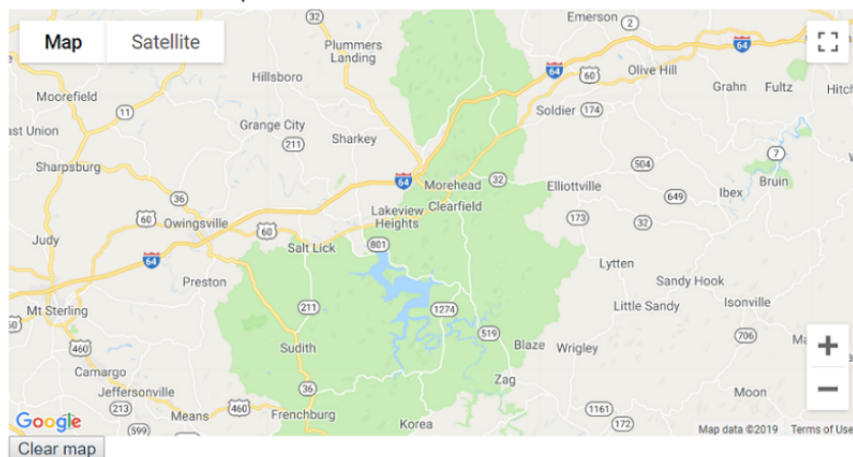 Emerson
32
2
Map Satellite
Plummers
Landing
64
64
60
Olive Hill
Hillsboro
Grahn Fultz
Hitch
Moorefield
11
Soldier 174
ast Union
Grange City
Sharkey
211
7
504
Sharpsburg
64
Morehead
32
Elliottville
Bruin
36
649
Ibex
60
Owingsville
Lakeview
Heights
Clearfield
173
32
60
Judy
Salt Lick
801
64
Lytten
Preston
Sandy Hook
211
1274
Little Sandy
Isonville
Mt Sterling
60
519
706
460
Sudith
Blaze Wrigley
Ma
Camargo
Zag
Jeffersonville
36
Moon
213
Means
460
Frenchburg
1161
Google
599
Korea
172
Map data ©2019 Terms of Use
Clear map